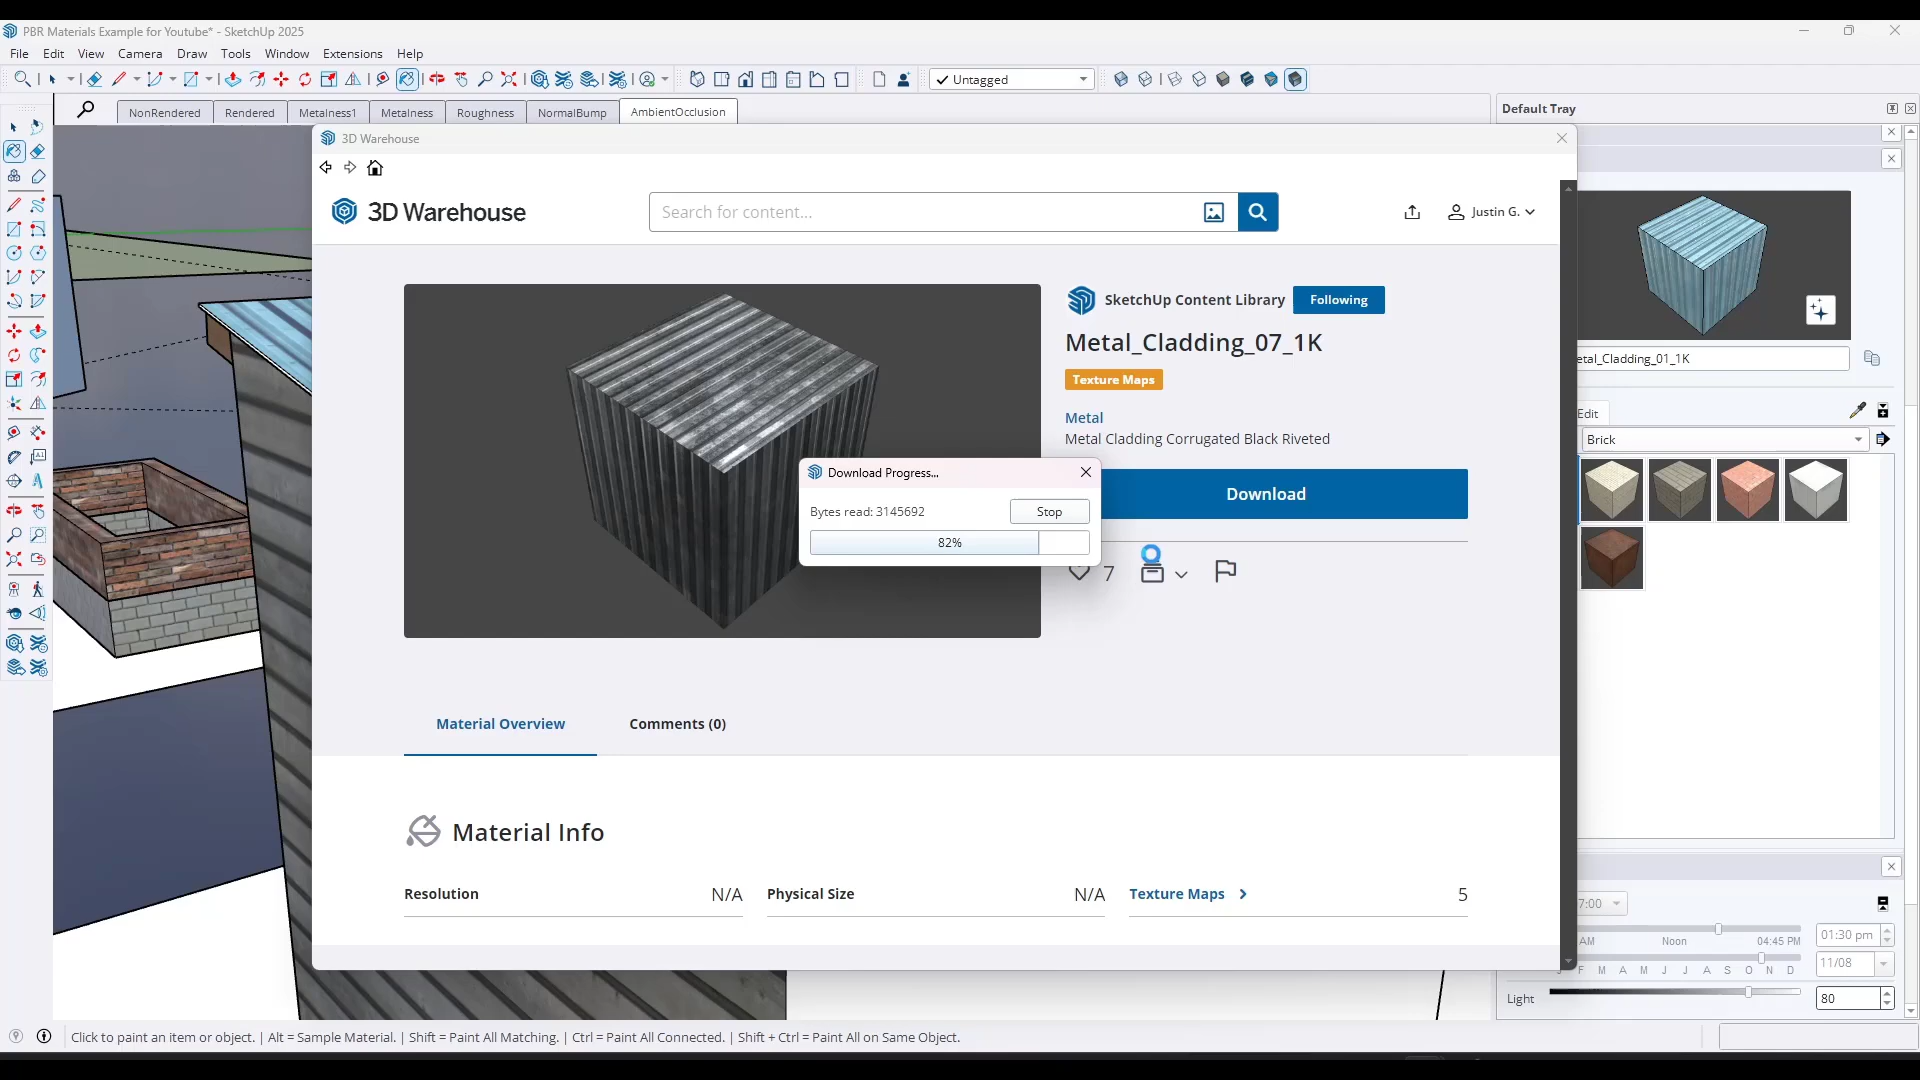 PBR Materials Example for Youtube* - SketchUp 2025
File Edit View Camera Draw Tools Window Extensions Help
Untagged
NonRendered Rendered Metalness1 Metalness Roughness NormalBump AmbientOcclusion
Default Tray
3D Warehouse
3D Warehouse
Search for content...
Justin G.
SketchUp Content Library
Following
Metal_Cladding_07_1K
etal_Cladding_01_1K
Texture Maps
Metal
Metal Cladding Corrugated Black Riveted
Edit
Brick
Download Progress...
Bytes read: 3145692
Stop
82%
Download
7
Material Overview
Comments (0)
Material Info
Resolution N/A
Physical Size N/A
Texture Maps 5
7:00
01:30 pm
AM Noon 04:45 PM
J F M A M J J A S O N D
11/08
Light
80
Click to paint an item or object. | Alt = Sample Material. | Shift = Paint All Matching. | Ctrl = Paint All Connected. | Shift + Ctrl = Paint All on Same Object.